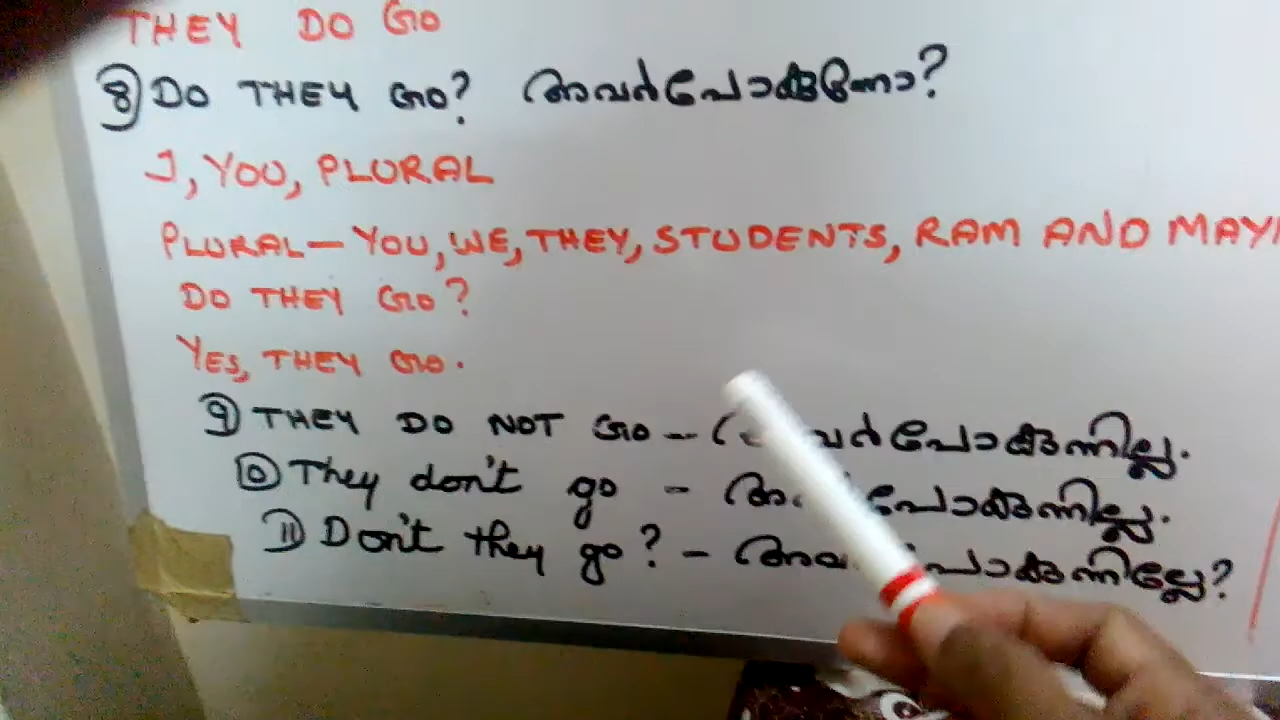 THEY DO GO
8) DO THEY GO? അവർ പോകുന്നോ?
I, YOU, PLURAL
PLURAL — YOU, WE, THEY, STUDENTS, RAM AND
DO THEY GO?
YES, THEY GO.
9) THEY DO NOT GO — പോകുന്നില്ല.
10) They don't go - പോകുന്നില്ല.
11) Don't they go? - പോകുന്നില്ലേ?